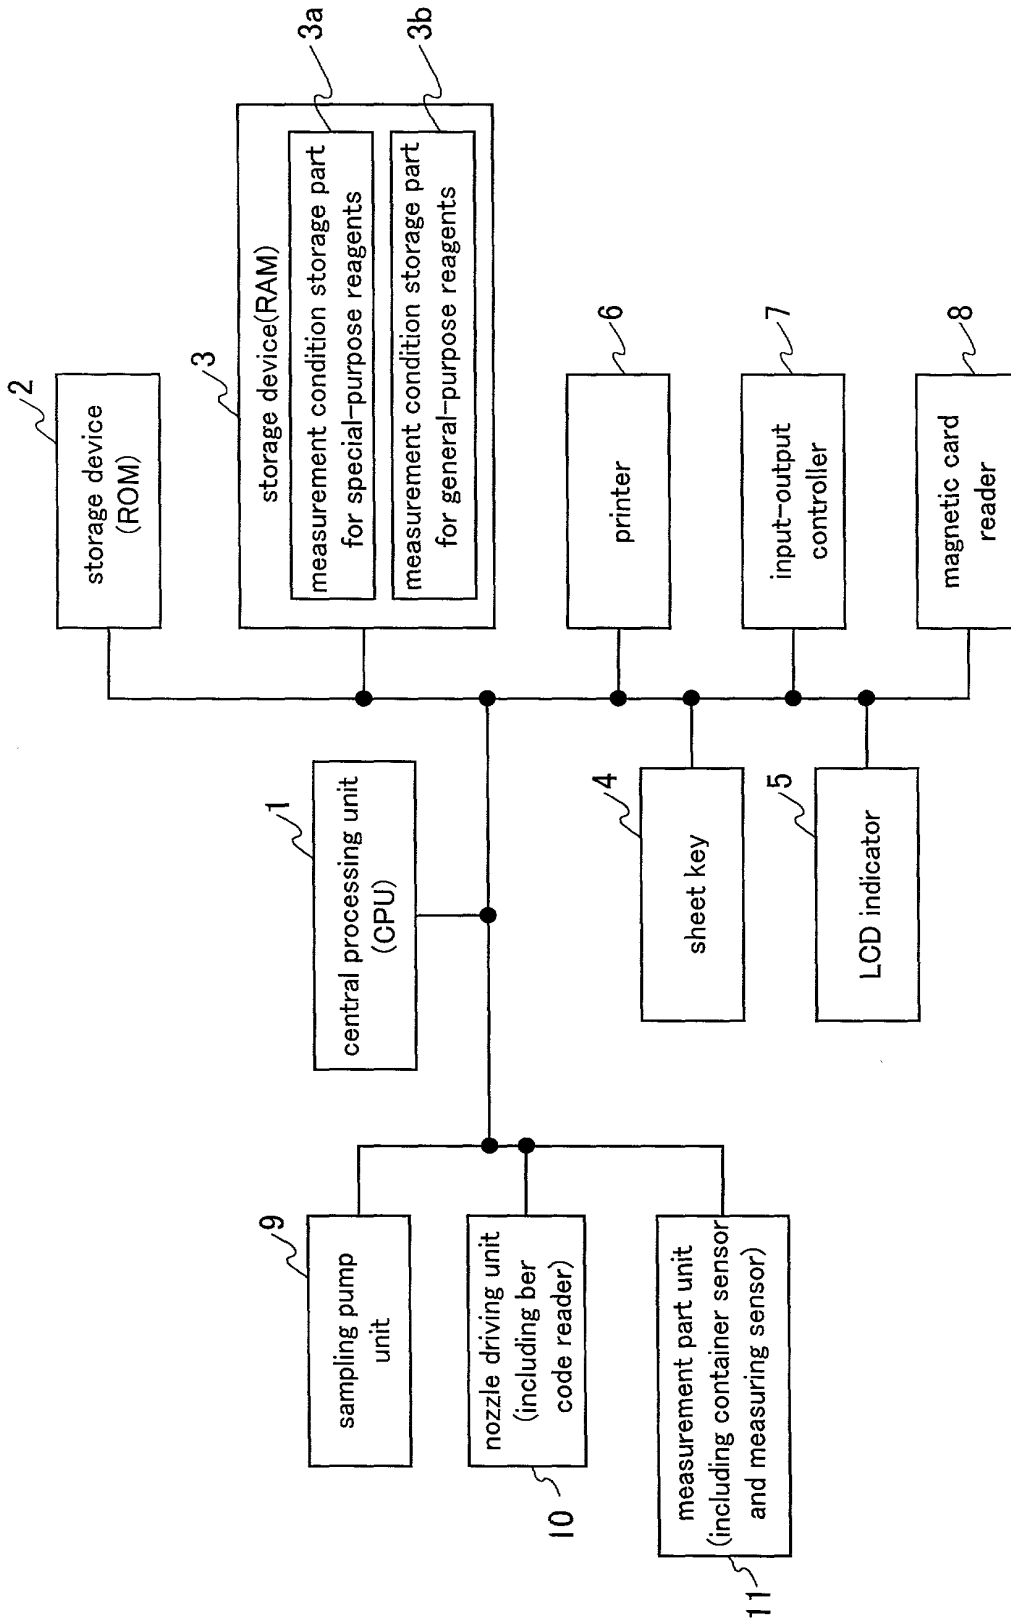 2
storage device
(ROM)
3
storage device(RAM)
3a
measurement condition storage part
for special-purpose reagents
3b
measurement condition storage part
for general-purpose reagents
1
central processing unit
(CPU)
6
printer
4
sheet key
7
input-output
controller
5
LCD indicator
8
magnetic card
reader
9
sampling pump
unit
10
nozzle driving unit
(including ber
code reader)
11
measurement part unit
(including container sensor
and measuring sensor)